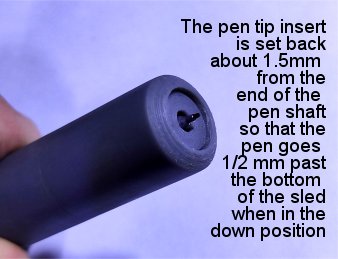 The pen tip insert
is set back
about 1.5mm
from the
end of the
pen shaft
so that the
pen goes
1/2 mm past
the bottom
of the sled
when in the
down position